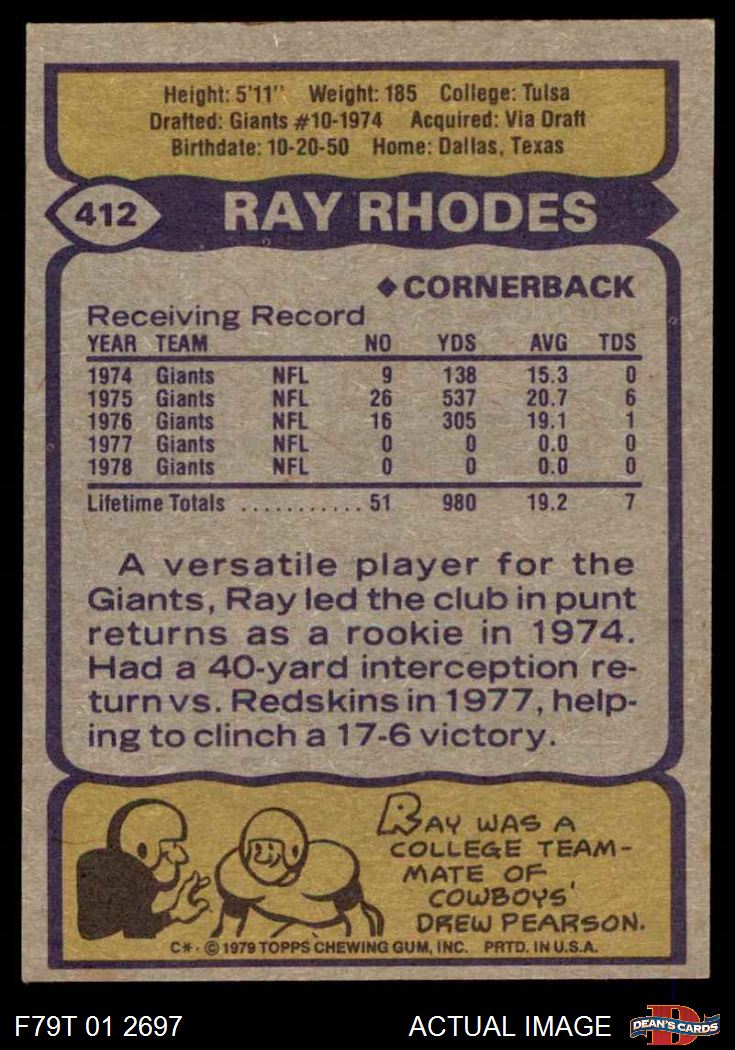 Height: 5'11" Weight: 185 College: Tulsa
Drafted: Giants #10-1974 Acquired: Via Draft
Birthdate: 10-20-50 Home: Dallas, Texas
412 RAY RHODES
◆CORNERBACK
Receiving Record
YEAR TEAM NO YDS AVG TDS
1974 Giants NFL 9 138 15.3 0
1975 Giants NFL 26 537 20.7 6
1976 Giants NFL 16 305 19.1 1
1977 Giants NFL 0 0 0.0 0
1978 Giants NFL 0 0 0.0 0
Lifetime Totals ........... 51 980 19.2 7
A versatile player for the
Giants, Ray led the club in punt
returns as a rookie in 1974.
Had a 40-yard interception re-
turn vs. Redskins in 1977, help-
ing to clinch a 17-6 victory.
RAY WAS A
COLLEGE TEAM-
MATE OF
COWBOYS'
DREW PEARSON.
C*· © 1979 TOPPS CHEWING GUM, INC. PRTD. IN U.S.A.
F79T 01 2697 ACTUAL IMAGE D DEAN'S CARDS